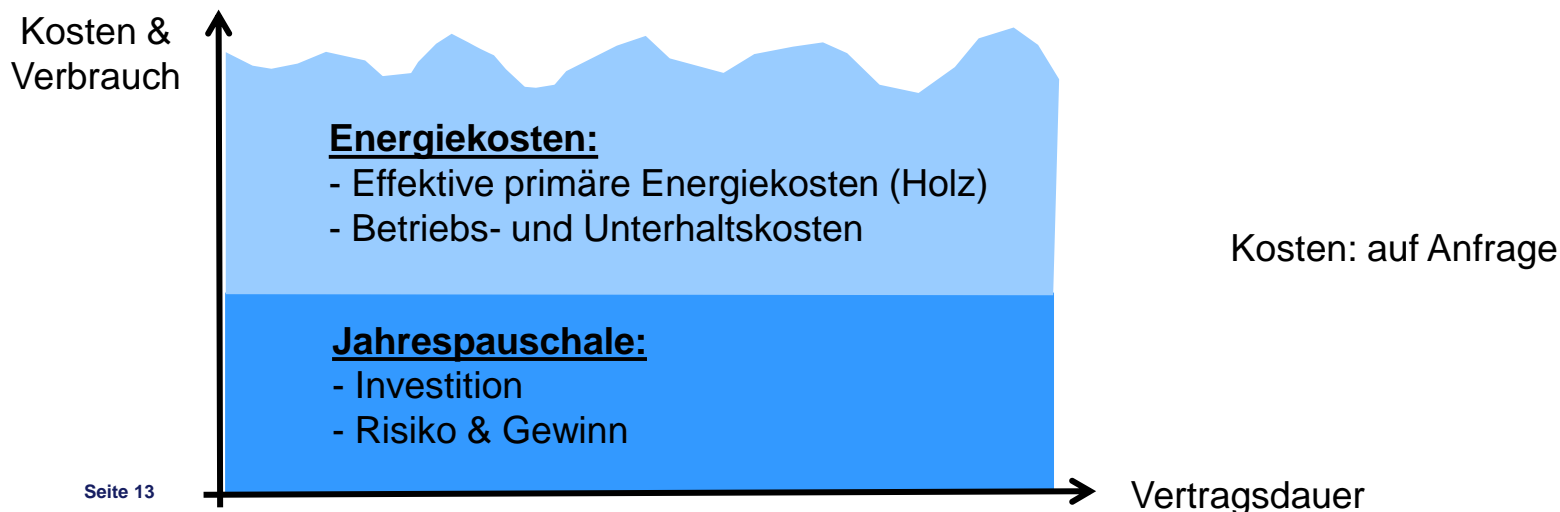 Kosten &
Verbrauch
Energiekosten:
- Effektive primäre Energiekosten (Holz)
- Betriebs- und Unterhaltskosten
Kosten: auf Anfrage
Jahrespauschale:
- Investition
- Risiko & Gewinn
Seite 13
Vertragsdauer